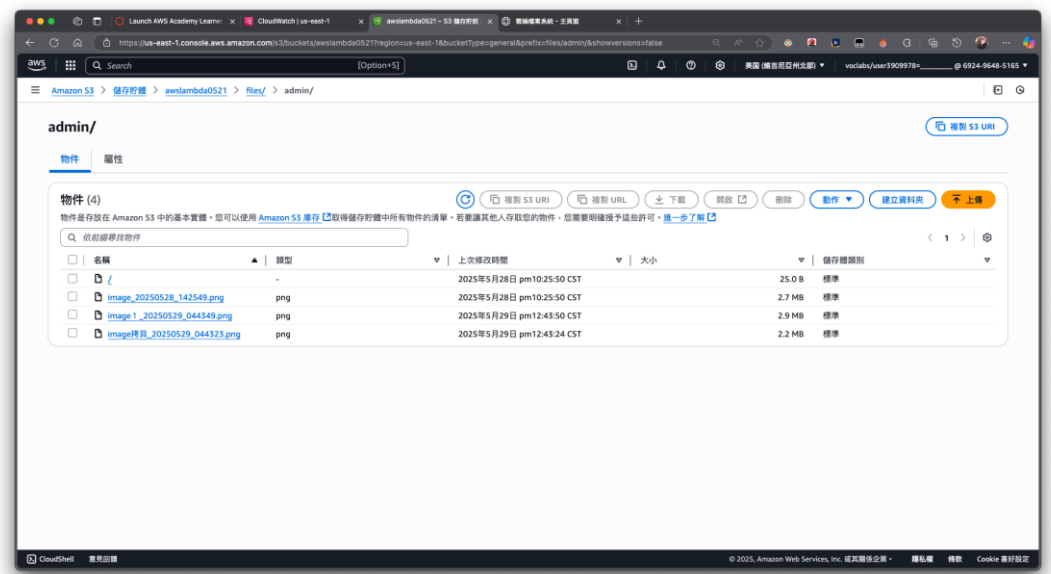 Launch AWS Academy Learner
CloudWatch | us-east-1
awslambda0521 - S3 儲存貯體
雲端檔案系統 - 主頁面
https://us-east-1.console.aws.amazon.com/s3/buckets/awslambda0521?region=us-east-1&bucketType=general&prefix=files/admin/&showversions=false
aws
Search
[Option+S]
美國 (維吉尼亞州北部) ▼
voclabs/user3909978=________ @ 6924-9648-5165 ▼
Amazon S3 > 儲存貯體 > awslambda0521 > files/ > admin/
admin/
複製 S3 URI
物件 屬性
物件 (4)
複製 S3 URI 複製 URL 下載 開啟 刪除 動作 ▼ 建立資料夾 上傳
物件是存放在 Amazon S3 中的基本實體。您可以使用 Amazon S3 庫存 取得儲存貯體中所有物件的清單。若要讓其他人存取您的物件，您需要明確授予這些許可。進一步了解
依前綴尋找物件
1
名稱 類型 上次修改時間 大小 儲存體類別
/ - 2025年5月28日 pm10:25:50 CST 25.0 B 標準
image_20250528_142549.png png 2025年5月28日 pm10:25:50 CST 2.7 MB 標準
image 1 _20250529_044349.png png 2025年5月29日 pm12:43:50 CST 2.9 MB 標準
image拷貝_20250529_044323.png png 2025年5月29日 pm12:43:24 CST 2.2 MB 標準
CloudShell 意見回饋
© 2025, Amazon Web Services, Inc. 或其關係企業。 隱私權 條款 Cookie 喜好設定